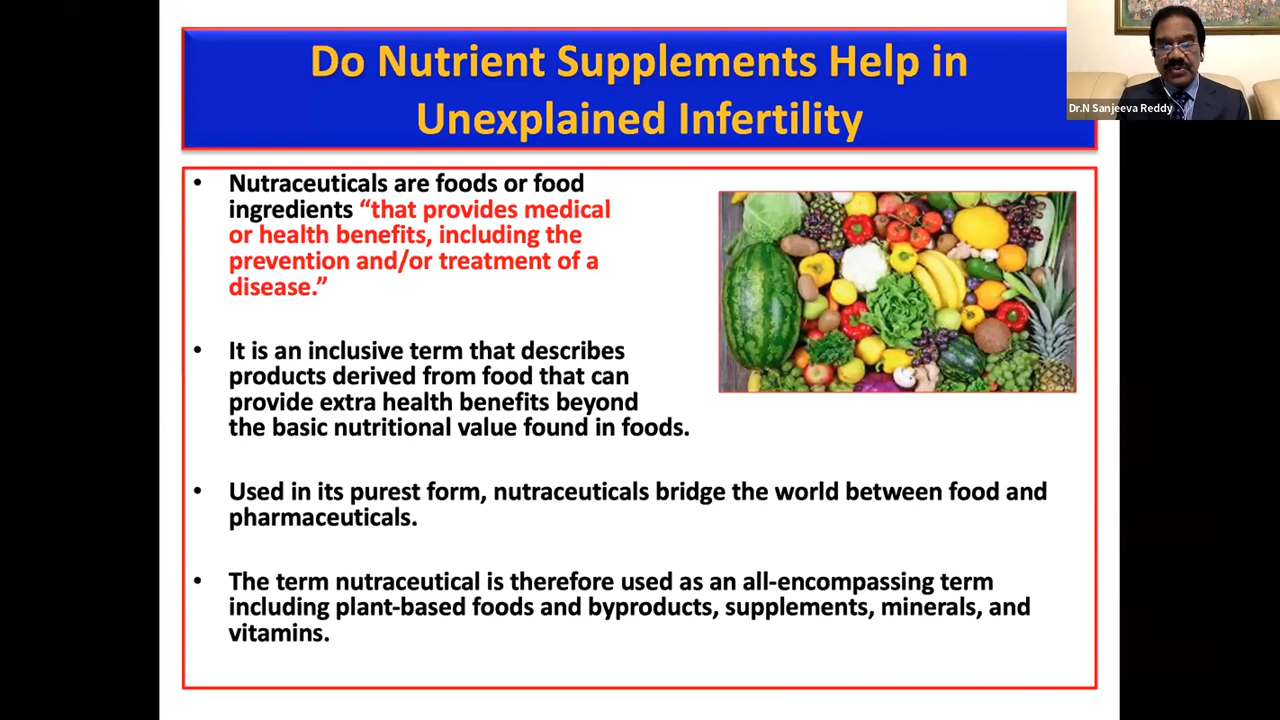 Do Nutrient Supplements Help in
Unexplained Infertility
Dr.N Sanjeeva Reddy
• Nutraceuticals are foods or food
ingredients “that provides medical
or health benefits, including the
prevention and/or treatment of a
disease.”
• It is an inclusive term that describes
products derived from food that can
provide extra health benefits beyond
the basic nutritional value found in foods.
• Used in its purest form, nutraceuticals bridge the world between food and
pharmaceuticals.
• The term nutraceutical is therefore used as an all-encompassing term
including plant-based foods and byproducts, supplements, minerals, and
vitamins.